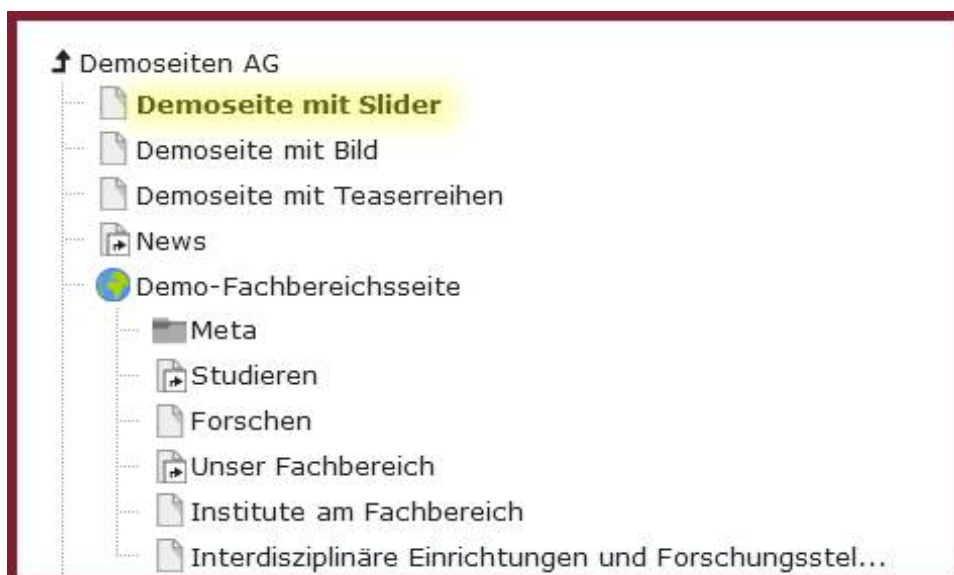 Demoseiten AG
Demoseite mit Slider
Demoseite mit Bild
Demoseite mit Teaserreihen
News
Demo-Fachbereichsseite
Meta
Studieren
Forschen
Unser Fachbereich
Institute am Fachbereich
Interdisziplinäre Einrichtungen und Forschungsstel...